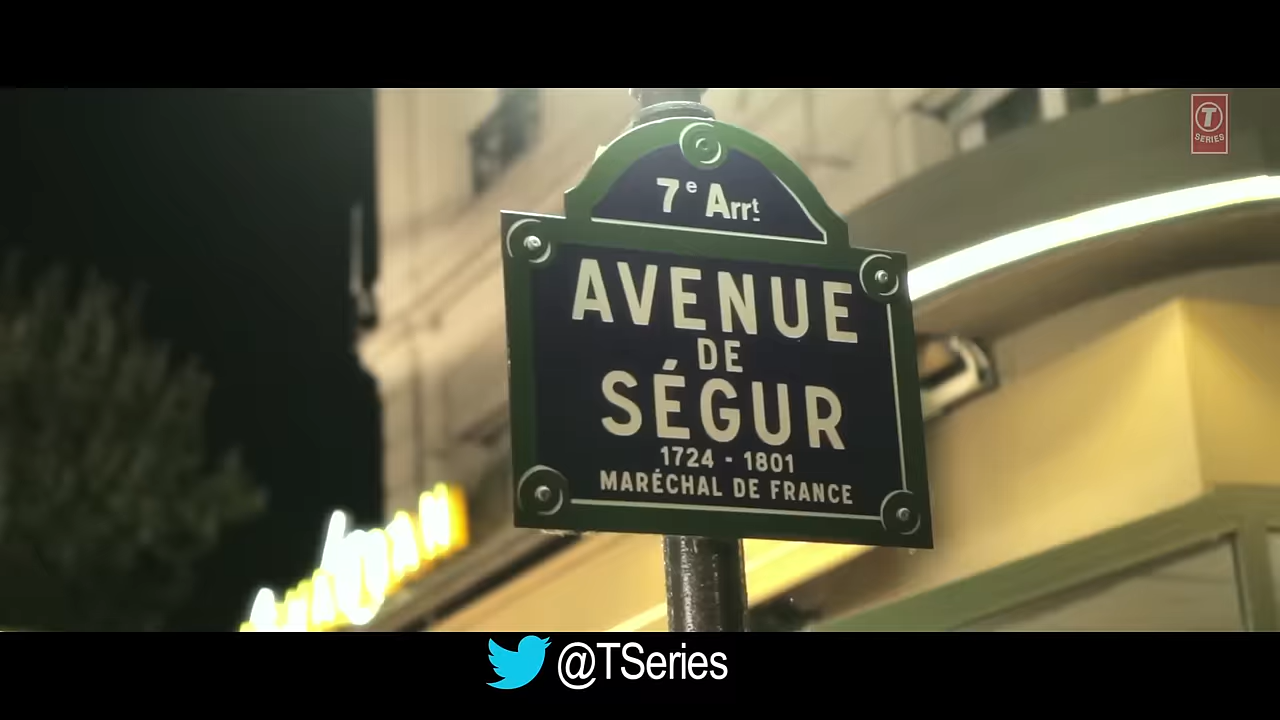 T
SERIES
7e Arrt
AVENUE
DE
SÉGUR
1724 - 1801
MARÉCHAL DE FRANCE
@TSeries